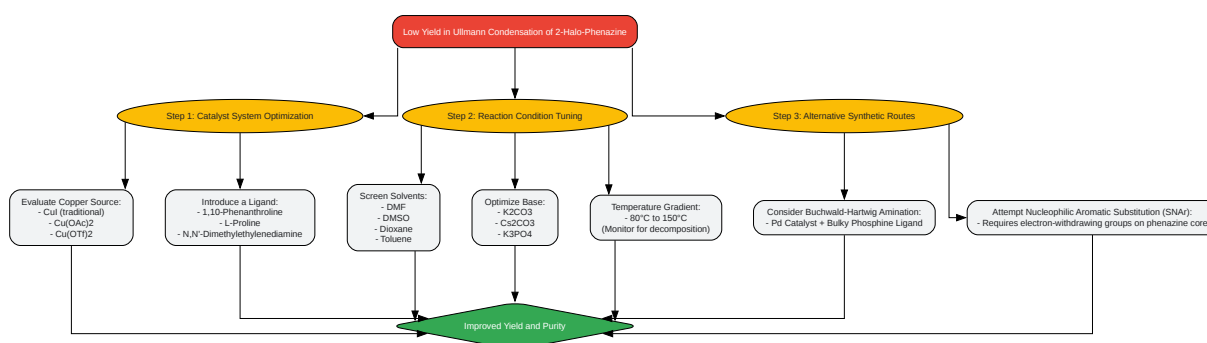 Low Yield in Ullmann Condensation of 2-Halo-Phenazine
Step 1: Catalyst System Optimization
Step 2: Reaction Condition Tuning
Step 3: Alternative Synthetic Routes
Evaluate Copper Source:
- CuI (traditional)
- Cu(OAc)2
- Cu(OTf)2
Introduce a Ligand:
- 1,10-Phenanthroline
- L-Proline
- N,N'-Dimethylethylenediamine
Screen Solvents:
- DMF
- DMSO
- Dioxane
- Toluene
Optimize Base:
- K2CO3
- Cs2CO3
- K3PO4
Temperature Gradient:
- 80°C to 150°C
(Monitor for decomposition)
Consider Buchwald-Hartwig Amination:
- Pd Catalyst + Bulky Phosphine Ligand
Attempt Nucleophilic Aromatic Substitution (SNAr):
- Requires electron-withdrawing groups on phenazine core
Improved Yield and Purity